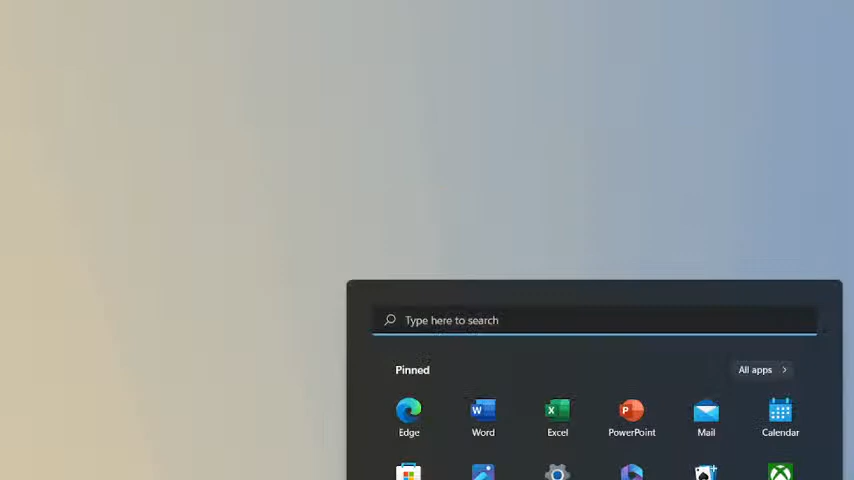 Type here to search
Pinned
All apps
Edge
Word
Excel
PowerPoint
Mail
Calendar